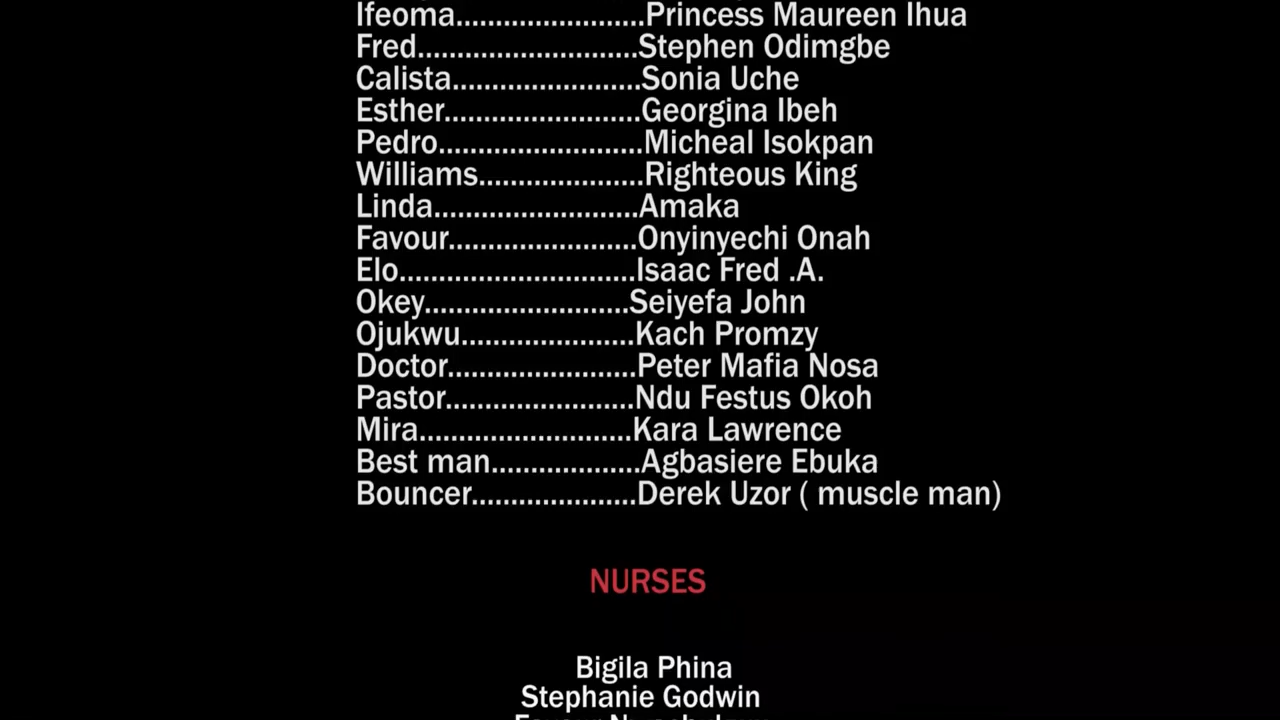 Ifeoma.......................Princess Maureen Ihua
Fred...........................Stephen Odimgbe
Calista.......................Sonia Uche
Esther........................Georgina Ibeh
Pedro.........................Micheal Isokpan
Williams....................Righteous King
Linda.........................Amaka
Favour.......................Onyinyechi Onah
Elo.............................Isaac Fred .A.
Okey.........................Seiyefa John
Ojukwu.....................Kach Promzy
Doctor.......................Peter Mafia Nosa
Pastor.......................Ndu Festus Okoh
Mira..........................Kara Lawrence
Best man..................Agbasiere Ebuka
Bouncer....................Derek Uzor ( muscle man)
NURSES
Bigila Phina
Stephanie Godwin